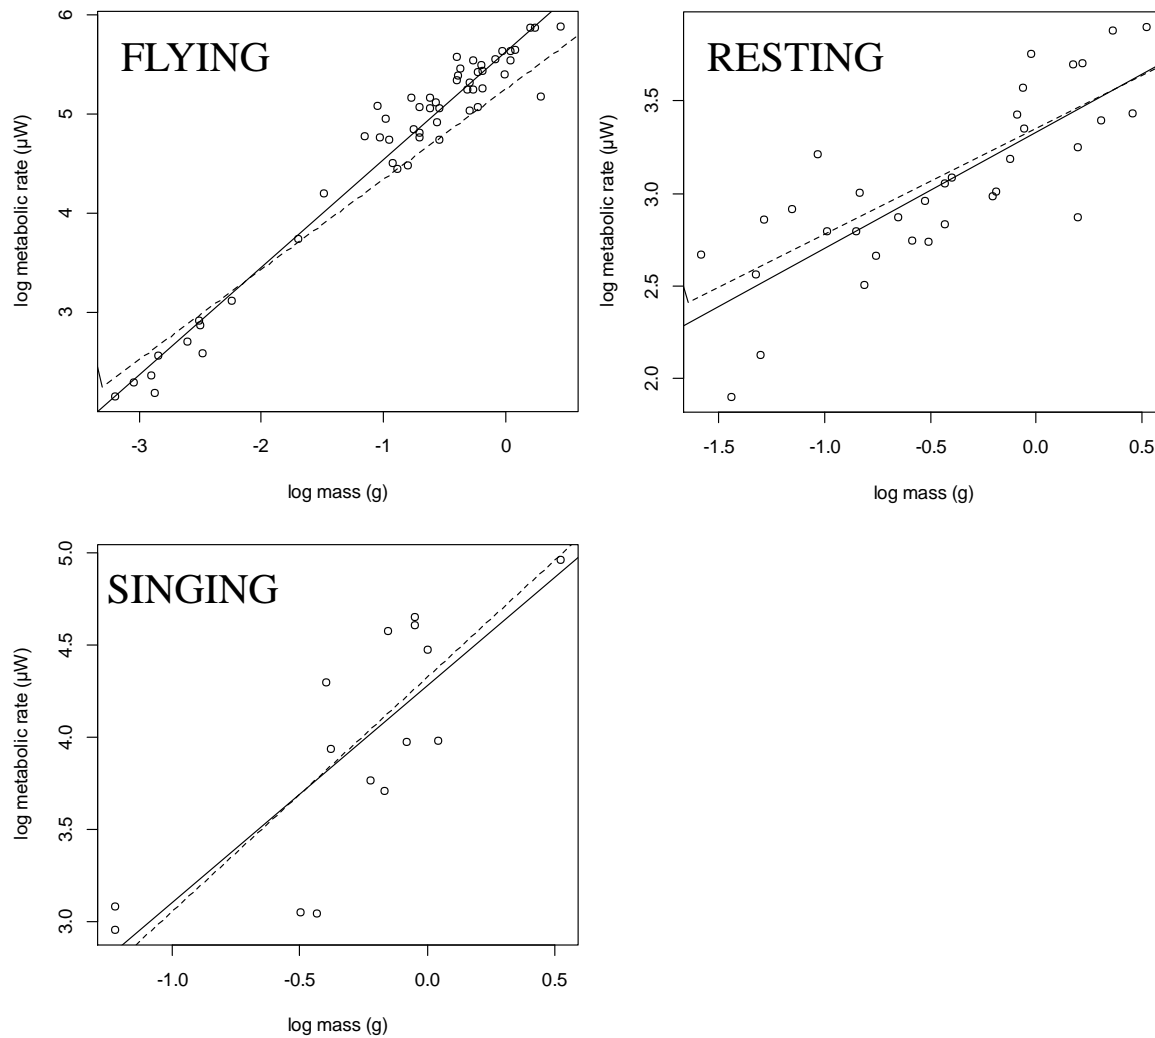 FLYING
log metabolic rate (µW)
6
5
4
3
-3 -2 -1 0
log mass (g)
RESTING
log metabolic rate (µW)
3.5
3.0
2.5
2.0
-1.5 -1.0 -0.5 0.0 0.5
log mass (g)
SINGING
log metabolic rate (µW)
5.0
4.5
4.0
3.5
3.0
-1.0 -0.5 0.0 0.5
log mass (g)